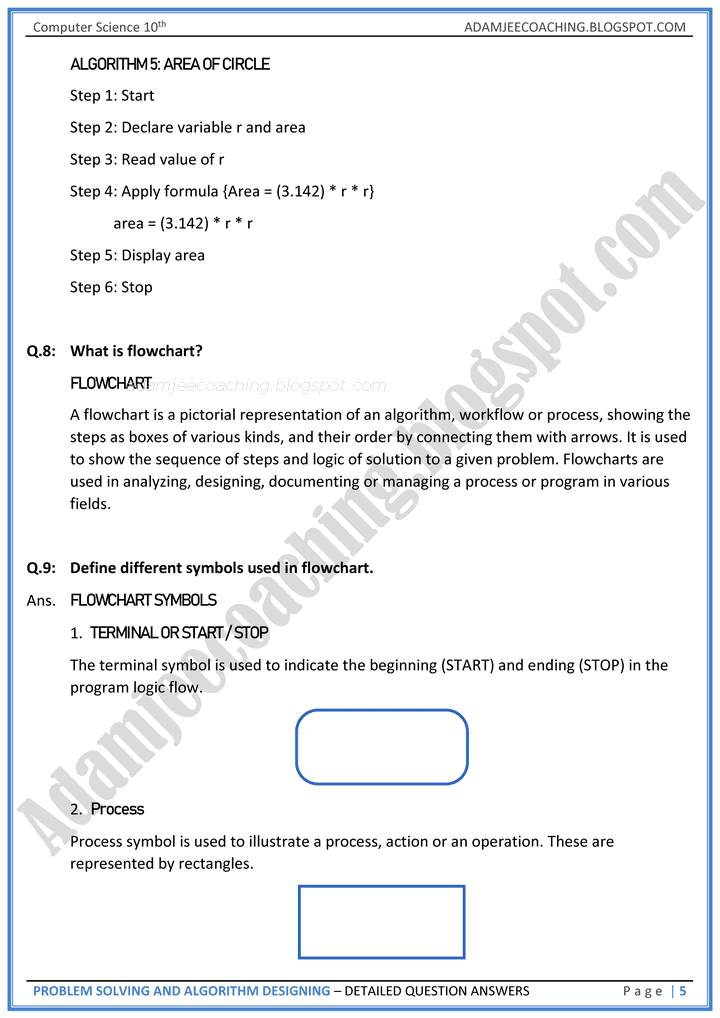 Computer Science 10th
ADAMJEECOACHING.BLOGSPOT.COM
ALGORITHM 5: AREA OF CIRCLE
Step 1: Start
Step 2: Declare variable r and area
Step 3: Read value of r
Step 4: Apply formula {Area = (3.142) * r * r}
area = (3.142) * r * r
Step 5: Display area
Step 6: Stop
Q.8: What is flowchart?
FLOWCHART
adamjeecoaching.blogspot.com
A flowchart is a pictorial representation of an algorithm, workflow or process, showing the
steps as boxes of various kinds, and their order by connecting them with arrows. It is used
to show the sequence of steps and logic of solution to a given problem. Flowcharts are
used in analyzing, designing, documenting or managing a process or program in various
fields.
Q.9: Define different symbols used in flowchart.
Ans. FLOWCHART SYMBOLS
1. TERMINAL OR START / STOP
The terminal symbol is used to indicate the beginning (START) and ending (STOP) in the
program logic flow.
2. Process
Process symbol is used to illustrate a process, action or an operation. These are
represented by rectangles.
Adamjeecoaching.blogspot.com
PROBLEM SOLVING AND ALGORITHM DESIGNING – DETAILED QUESTION ANSWERS
Page | 5